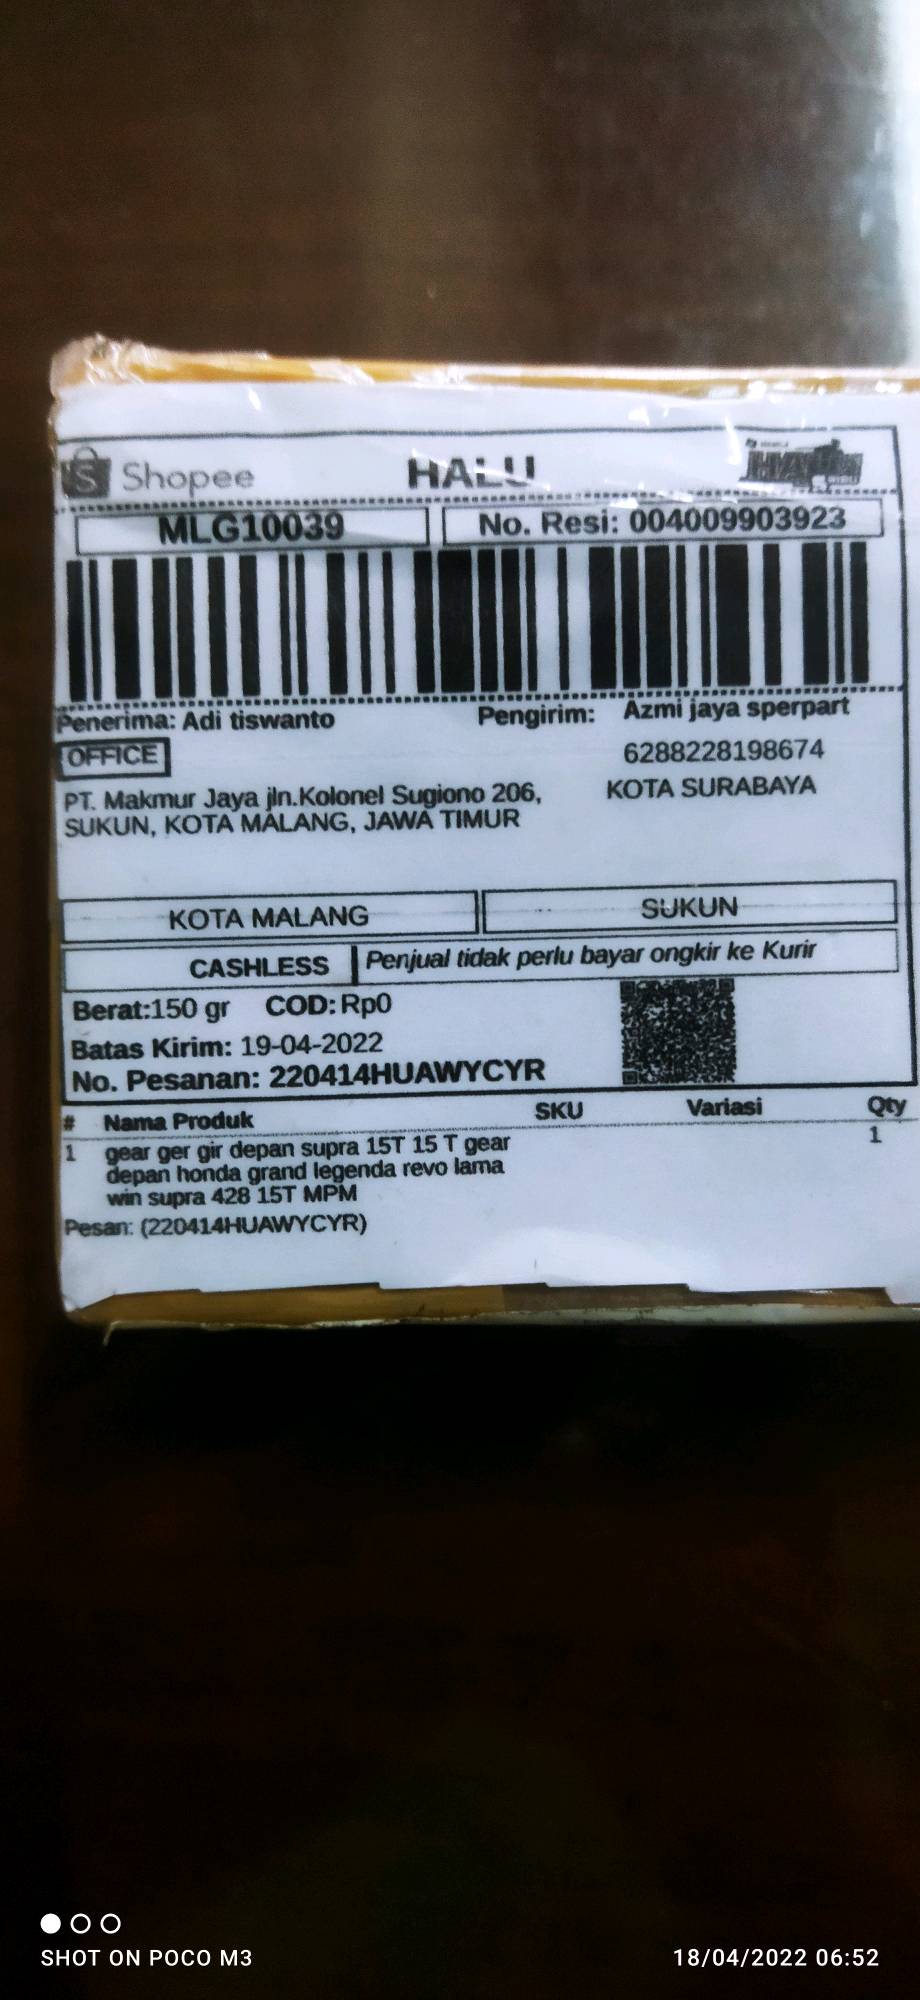 Shopee HALU
MLG10039 No. Resi: 004009903923
Penerima: Adi tiswanto Pengirim: Azmi jaya sperpart
OFFICE 6288228198674
PT. Makmur Jaya jln.Kolonel Sugiono 206, KOTA SURABAYA
SUKUN, KOTA MALANG, JAWA TIMUR
KOTA MALANG SUKUN
CASHLESS Penjual tidak perlu bayar ongkir ke Kurir
Berat:150 gr COD: Rp0
Batas Kirim: 19-04-2022
No. Pesanan: 220414HUAWYCYR
# Nama Produk SKU Variasi Qty
1 gear ger gir depan supra 15T 15 T gear 1
depan honda grand legenda revo lama
win supra 428 15T MPM
Pesan: (220414HUAWYCYR)
SHOT ON POCO M3 18/04/2022 06:52